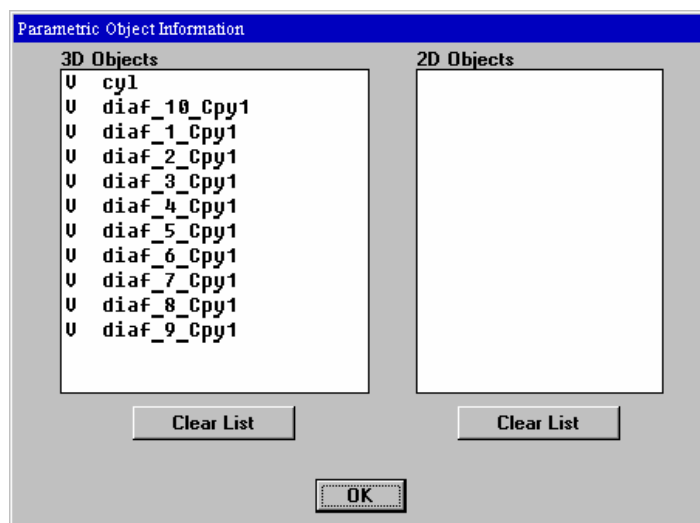 Parametric Object Information
3D Objects
V cyl
V diaf_10_Cpy1
V diaf_1_Cpy1
V diaf_2_Cpy1
V diaf_3_Cpy1
V diaf_4_Cpy1
V diaf_5_Cpy1
V diaf_6_Cpy1
V diaf_7_Cpy1
V diaf_8_Cpy1
V diaf_9_Cpy1
Clear List
2D Objects
Clear List
OK